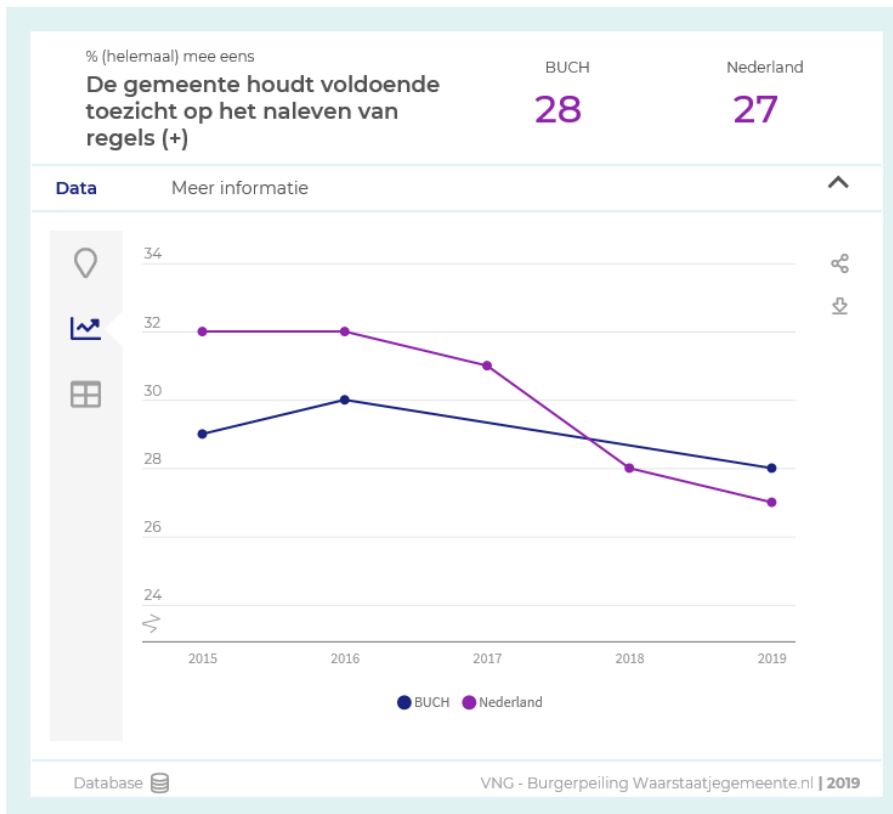 % (helemaal) mee eens
De gemeente houdt voldoende
toezicht op het naleven van
regels (+)
BUCH
28
Nederland
27
Data
Meer informatie
34
32
30
28
26
24
2015
2016
2017
2018
2019
BUCH
Nederland
Database
VNG - Burgerpeiling Waarstaatjegemeente.nl | 2019